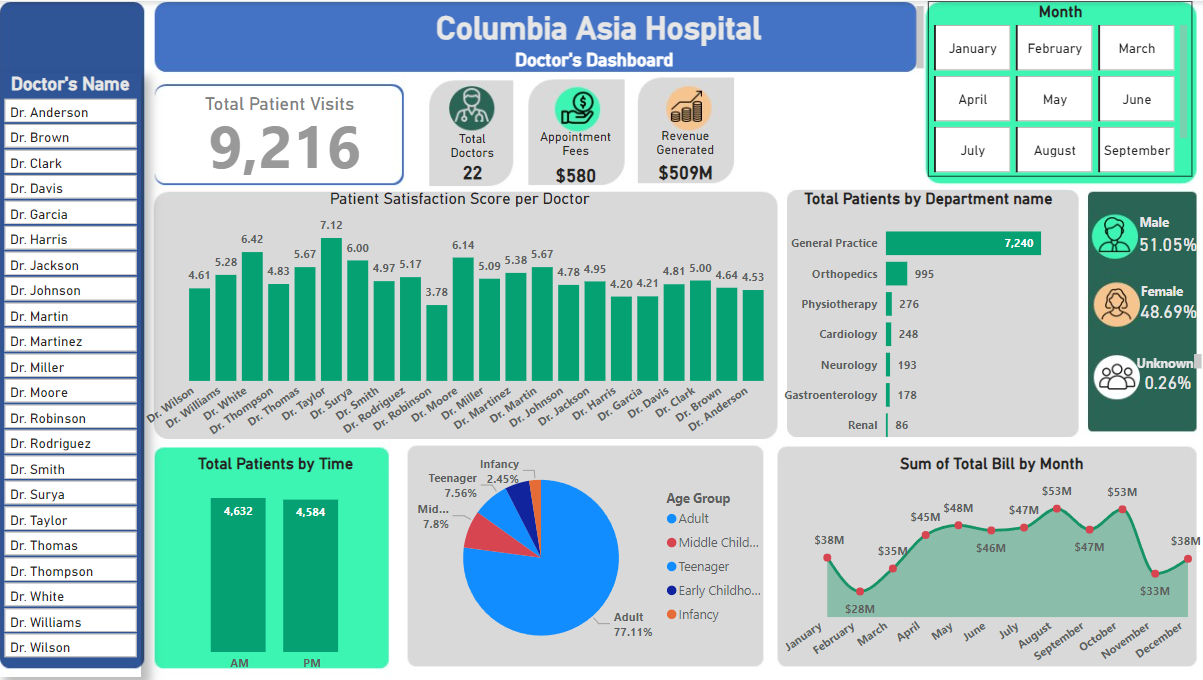 Columbia Asia Hospital
Doctor's Dashboard
Doctor's Name
Dr. Anderson
Dr. Brown
Dr. Clark
Dr. Davis
Dr. Garcia
Dr. Harris
Dr. Jackson
Dr. Johnson
Dr. Martin
Dr. Martinez
Dr. Miller
Dr. Moore
Dr. Robinson
Dr. Rodriguez
Dr. Smith
Dr. Surya
Dr. Taylor
Dr. Thomas
Dr. Thompson
Dr. White
Dr. Williams
Dr. Wilson
Total Patient Visits
9,216
Total
Doctors
22
Appointment
Fees
$580
Revenue
Generated
$509M
Month
January February March
April May June
July August September
Patient Satisfaction Score per Doctor
4.61 5.28 6.42 4.83 5.67 7.12 6.00 4.97 5.17 3.78 6.14 5.09 5.38 5.67 4.78 4.95 4.20 4.21 4.81 5.00 4.64 4.53
Dr. Wilson
Dr. Williams
Dr. White
Dr. Thompson
Dr. Thomas
Dr. Taylor
Dr. Surya
Dr. Smith
Dr. Rodriguez
Dr. Robinson
Dr. Moore
Dr. Miller
Dr. Martinez
Dr. Martin
Dr. Johnson
Dr. Jackson
Dr. Harris
Dr. Garcia
Dr. Davis
Dr. Clark
Dr. Brown
Dr. Anderson
Total Patients by Department name
General Practice 7,240
Orthopedics 995
Physiotherapy 276
Cardiology 248
Neurology 193
Gastroenterology 178
Renal 86
Male
51.05%
Female
48.69%
Unknown
0.26%
Total Patients by Time
4,632 4,584
AM PM
Infancy
2.45%
Teenager
7.56%
Mid...
7.8%
Adult
77.11%
Age Group
Adult
Middle Child...
Teenager
Early Childho...
Infancy
Sum of Total Bill by Month
$38M $28M $35M $45M $48M $46M $47M $53M $47M $53M $33M $38M
January
February
March
April
May
June
July
August
September
October
November
December